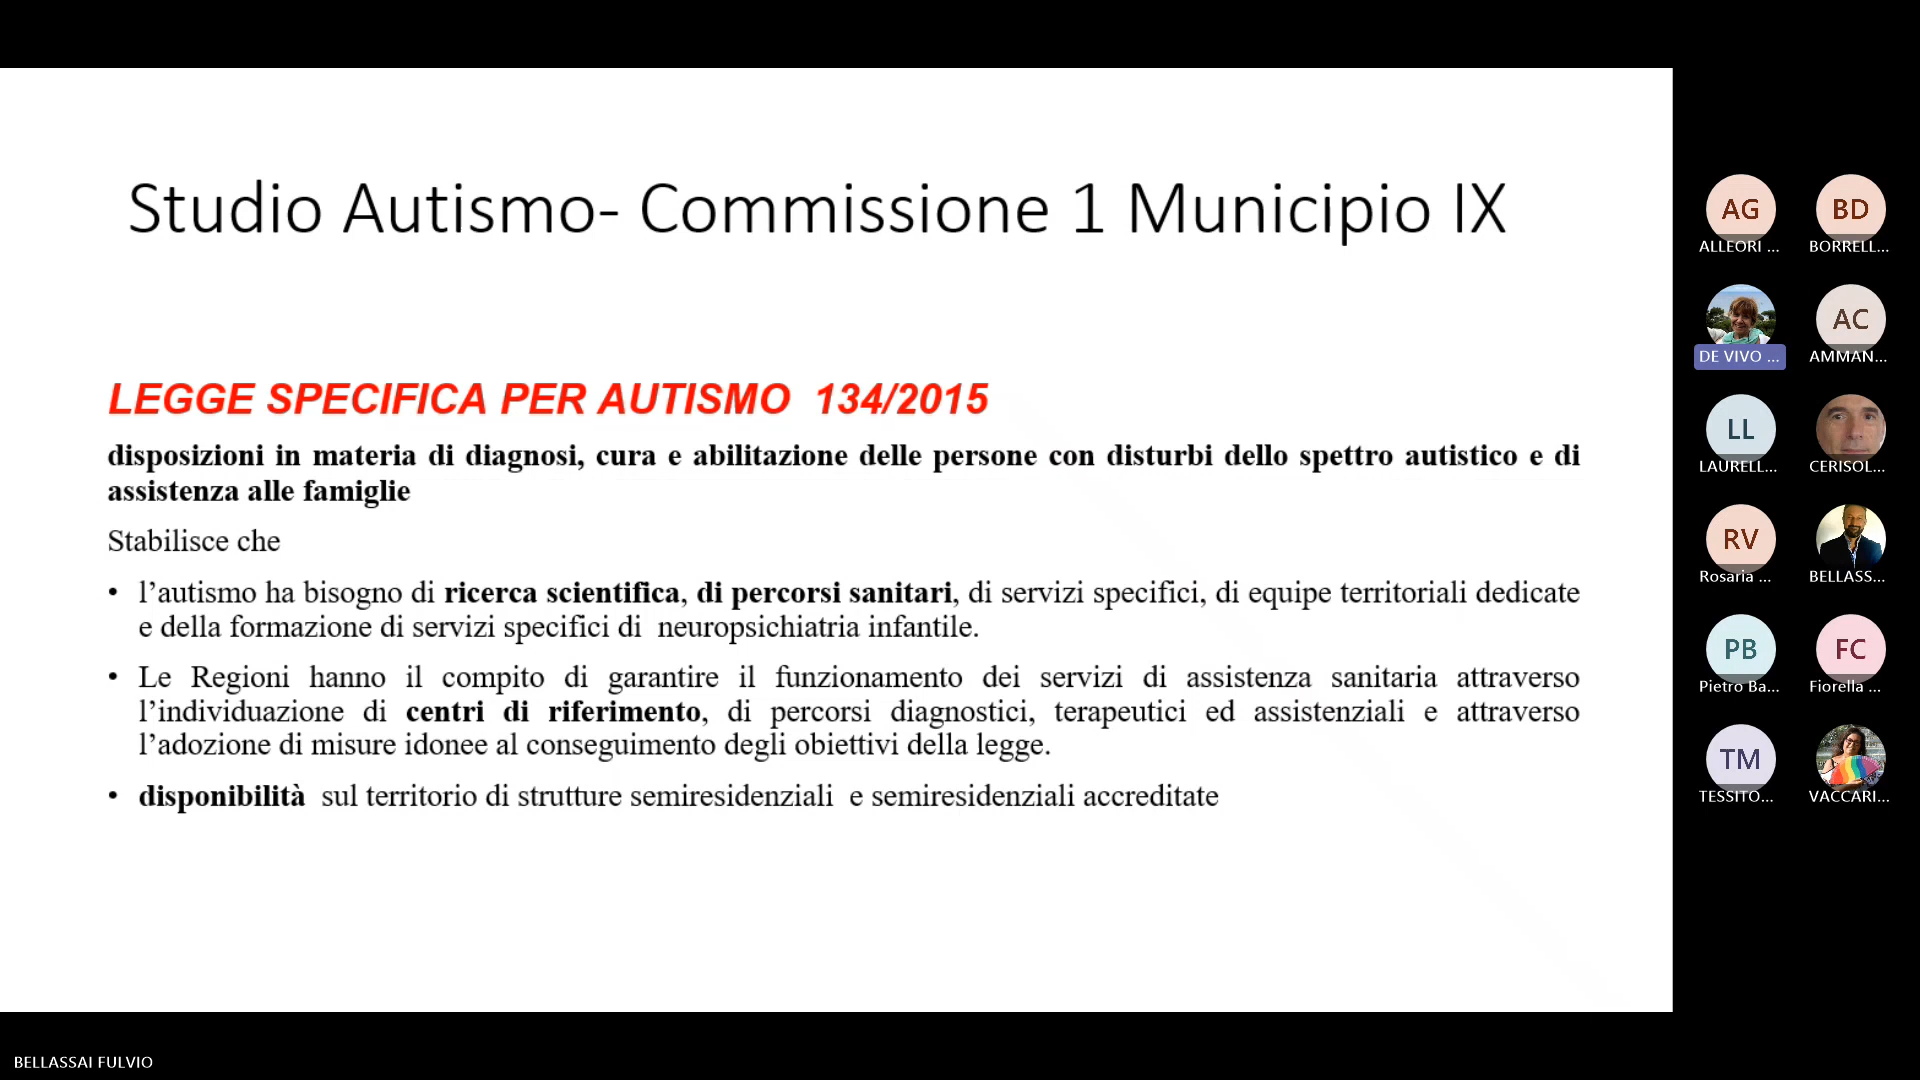 Studio Autismo- Commissione 1 Municipio IX
LEGGE SPECIFICA PER AUTISMO 134/2015
disposizioni in materia di diagnosi, cura e abilitazione delle persone con disturbi dello spettro autistico e di
assistenza alle famiglie
Stabilisce che
• l’autismo ha bisogno di ricerca scientifica, di percorsi sanitari, di servizi specifici, di equipe territoriali dedicate
e della formazione di servizi specifici di neuropsichiatria infantile.
• Le Regioni hanno il compito di garantire il funzionamento dei servizi di assistenza sanitaria attraverso
l’individuazione di centri di riferimento, di percorsi diagnostici, terapeutici ed assistenziali e attraverso
l’adozione di misure idonee al conseguimento degli obiettivi della legge.
• disponibilità sul territorio di strutture semiresidenziali e semiresidenziali accreditate
AG BD
ALLEORI ... BORRELL...
AC
DE VIVO ... AMMAN...
LL
LAURELL... CERISOL...
RV
Rosaria ... BELLASS...
PB FC
Pietro Ba... Fiorella ...
TM
TESSITO... VACCARI...
BELLASSAI FULVIO